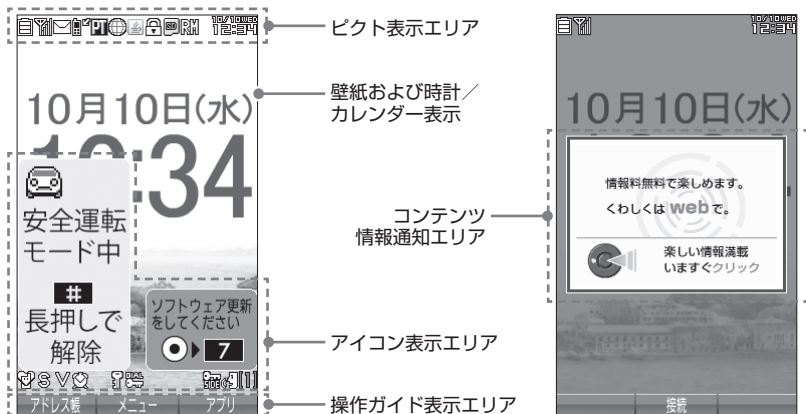 10/10WED
12:34
ピクト表示エリア
10月10日(水)
12:34
壁紙および時計／
カレンダー表示
安全運転
モード中
#
長押しで
解除
ソフトウェア更新
をしてください
7
アドレス帳 メニュー アプリ
コンテンツ
情報通知エリア
アイコン表示エリア
操作ガイド表示エリア
10/10WED
12:34
10月10日(水)
情報料無料で楽しめます。
くわしくは webで。
楽しい情報満載
いますぐクリック
接続